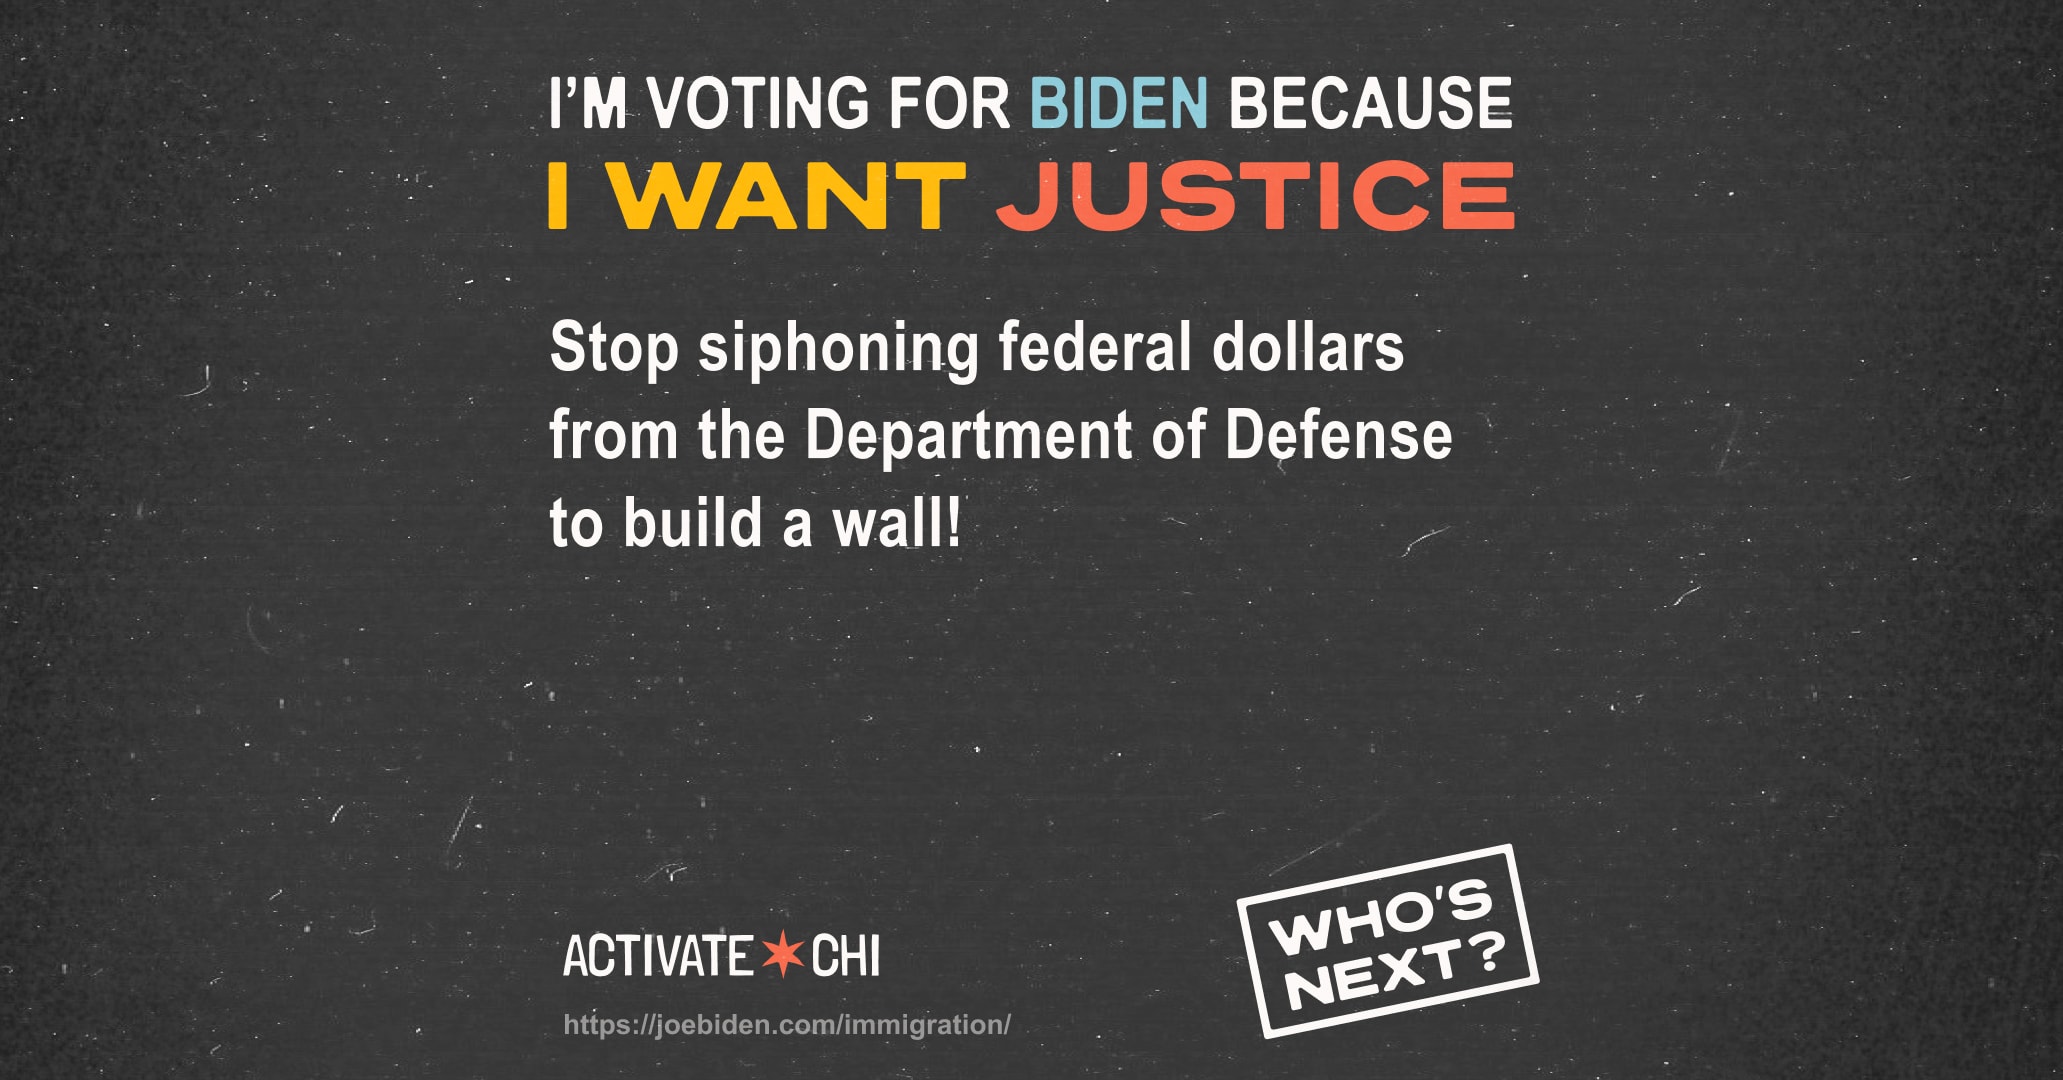 I’M VOTING FOR BIDEN BECAUSE
I WANT JUSTICE
Stop siphoning federal dollars
from the Department of Defense
to build a wall!
ACTIVATE CHI
https://joebiden.com/immigration/
WHO'S
NEXT?